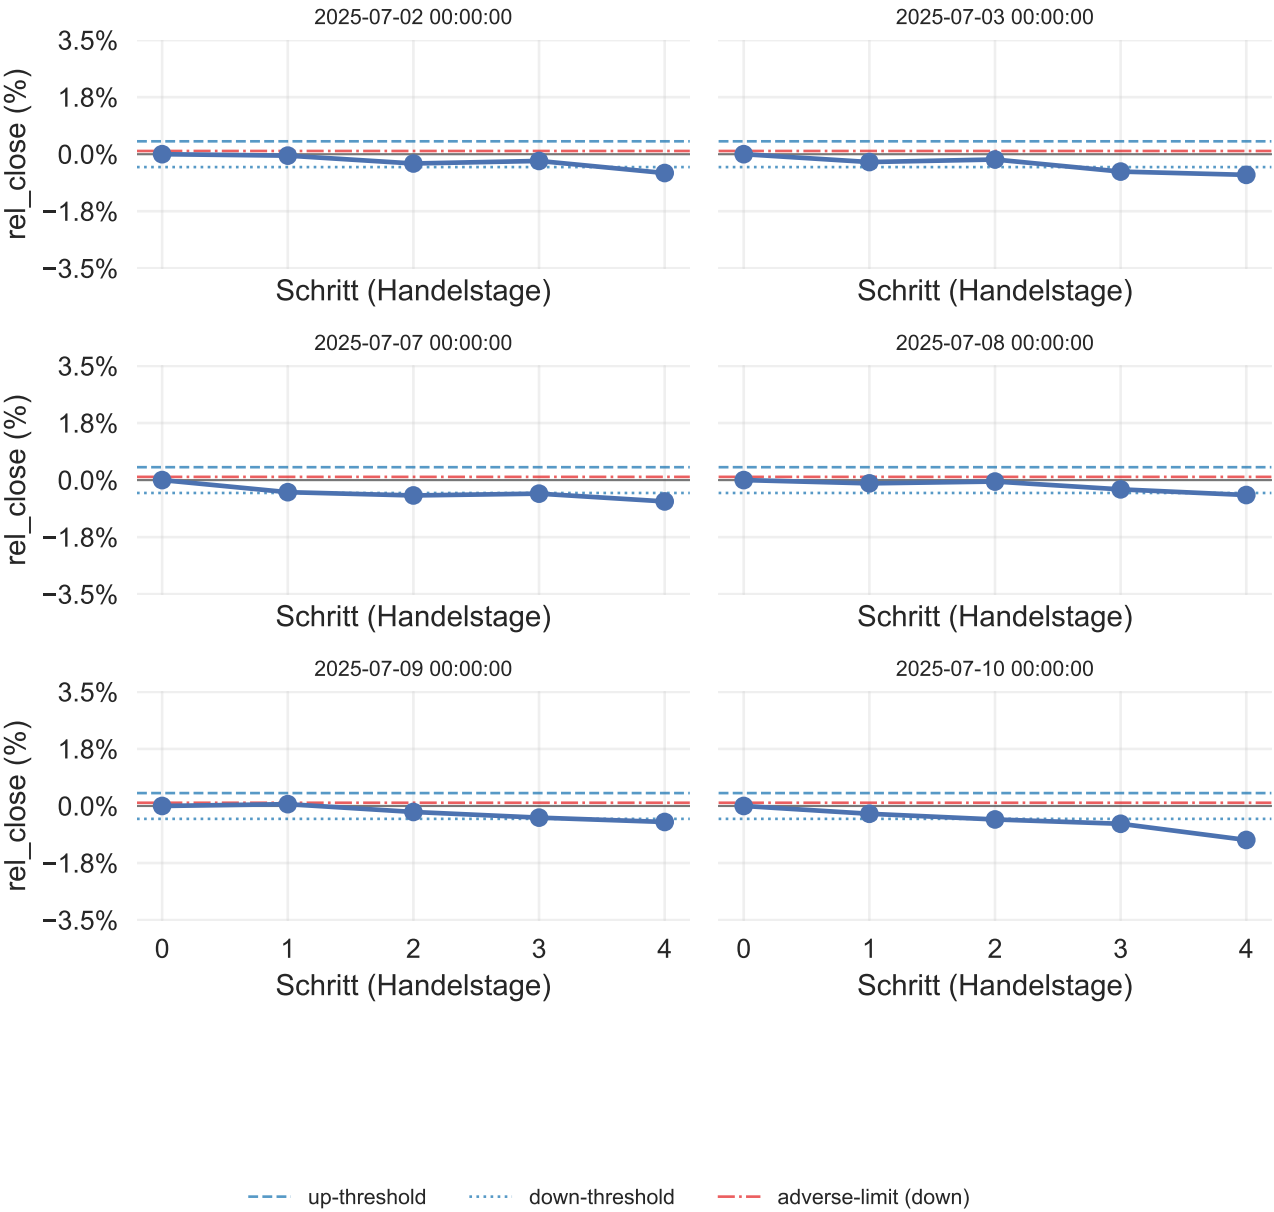 2025-07-02 00:00:00
2025-07-03 00:00:00
rel_close (%)
3.5%
1.8%
0.0%
−1.8%
−3.5%
Schritt (Handelstage)
Schritt (Handelstage)
2025-07-07 00:00:00
2025-07-08 00:00:00
rel_close (%)
3.5%
1.8%
0.0%
−1.8%
−3.5%
Schritt (Handelstage)
Schritt (Handelstage)
2025-07-09 00:00:00
2025-07-10 00:00:00
rel_close (%)
3.5%
1.8%
0.0%
−1.8%
−3.5%
0 1 2 3 4
0 1 2 3 4
Schritt (Handelstage)
Schritt (Handelstage)
up-threshold
down-threshold
adverse-limit (down)